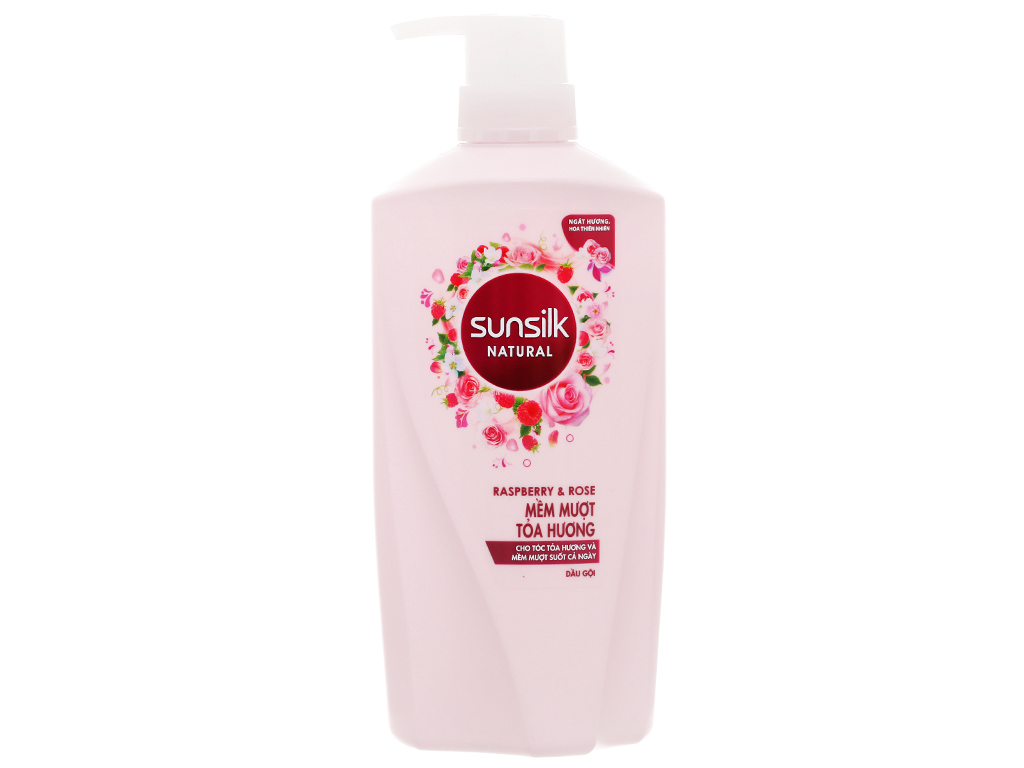 NGÁT HƯƠNG,
HOA THIÊN NHIÊN
sunsilk
NATURAL
RASPBERRY & ROSE
MỀM MƯỢT
TỎA HƯƠNG
CHO TÓC TỎA HƯƠNG VÀ
MỀM MƯỢT SUỐT CẢ NGÀY
DẦU GỘI